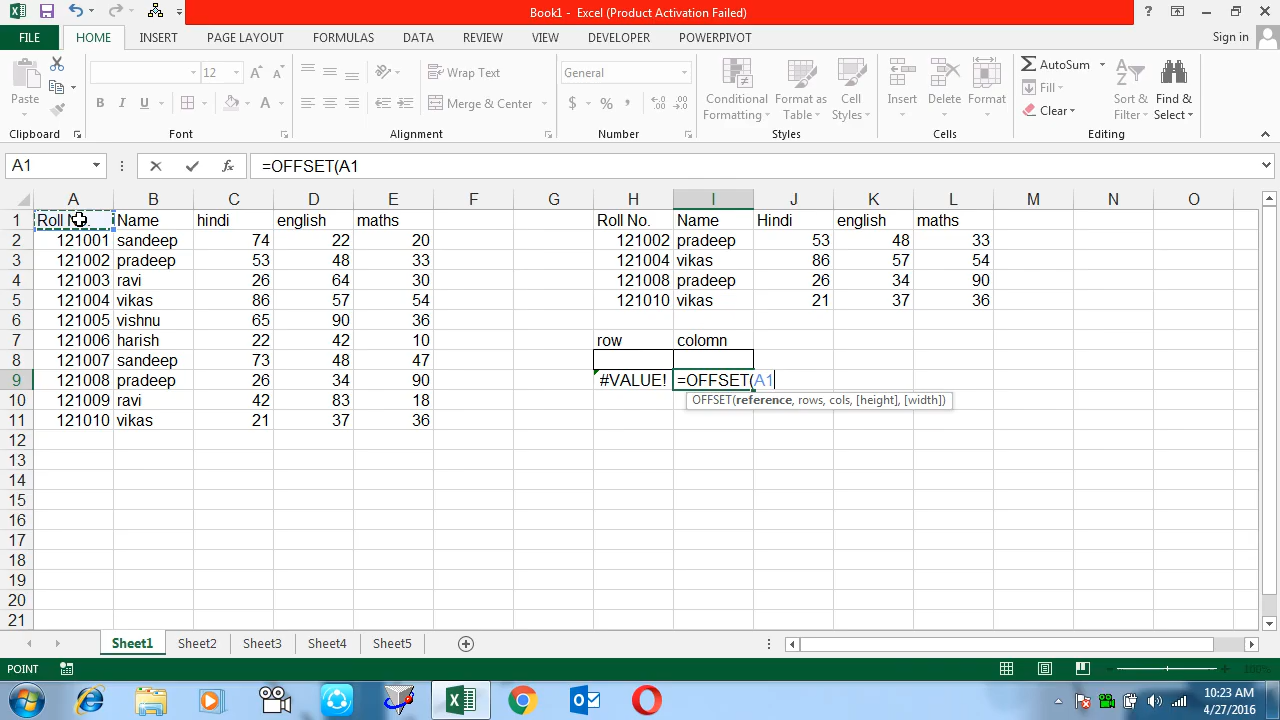 Book1 - Excel (Product Activation Failed)
FILE HOME INSERT PAGE LAYOUT FORMULAS DATA REVIEW VIEW DEVELOPER POWERPIVOT Sign in
Paste
Clipboard
12
B I U A A A
Font
Wrap Text
Merge & Center
Alignment
General
$ % ,
Number
Conditional Formatting
Format as Table
Cell Styles
Styles
Insert Delete Format
Cells
AutoSum
Fill
Clear
Sort & Filter
Find & Select
Editing
A1 fx =OFFSET(A1
A B C D E F G H I J K L M N O
1 Roll N Name hindi english maths Roll No. Name Hindi english maths
2 121001 sandeep 74 22 20 121002 pradeep 53 48 33
3 121002 pradeep 53 48 33 121004 vikas 86 57 54
4 121003 ravi 26 64 30 121008 pradeep 26 34 90
5 121004 vikas 86 57 54 121010 vikas 21 37 36
6 121005 vishnu 65 90 36
7 121006 harish 22 42 10 row colomn
8 121007 sandeep 73 48 47
9 121008 pradeep 26 34 90 #VALUE! =OFFSET(A1
10 121009 ravi 42 83 18 OFFSET(reference, rows, cols, [height], [width])
11 121010 vikas 21 37 36
12
13
14
15
16
17
18
19
20
21
Sheet1 Sheet2 Sheet3 Sheet4 Sheet5
POINT 100%
10:23 AM
4/27/2016